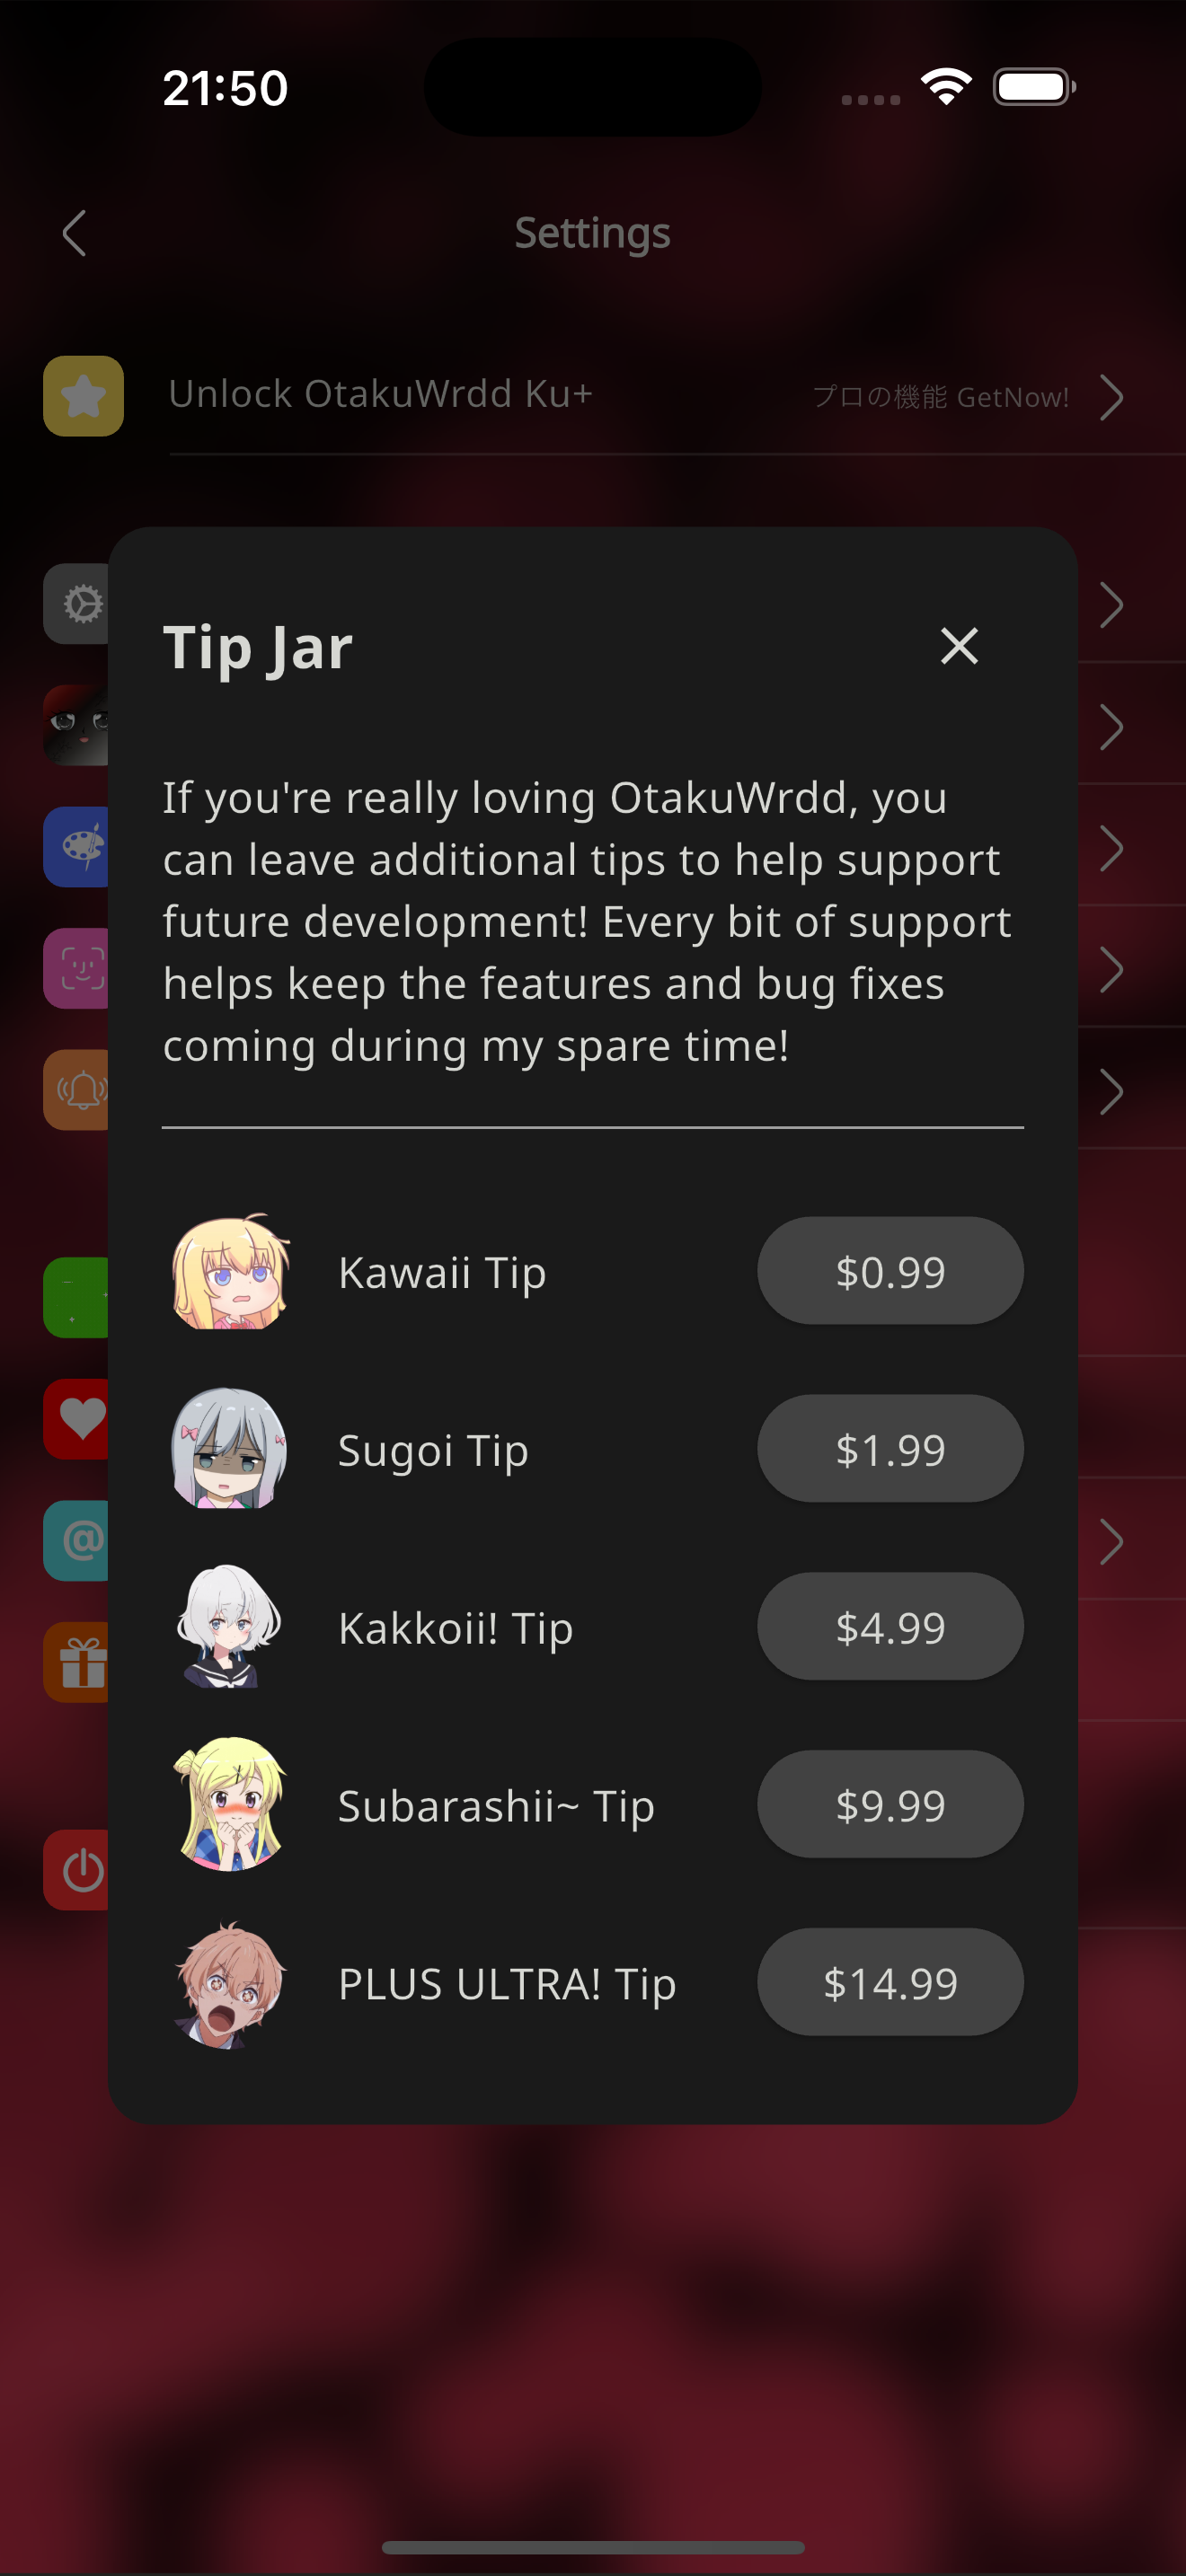 21:50
Settings
Unlock OtakuWrdd Ku+
プロの機能 GetNow!
Tip Jar
If you're really loving OtakuWrdd, you
can leave additional tips to help support
future development! Every bit of support
helps keep the features and bug fixes
coming during my spare time!
Kawaii Tip
$0.99
Sugoi Tip
$1.99
@
Kakkoii! Tip
$4.99
Subarashii~ Tip
$9.99
PLUS ULTRA! Tip
$14.99